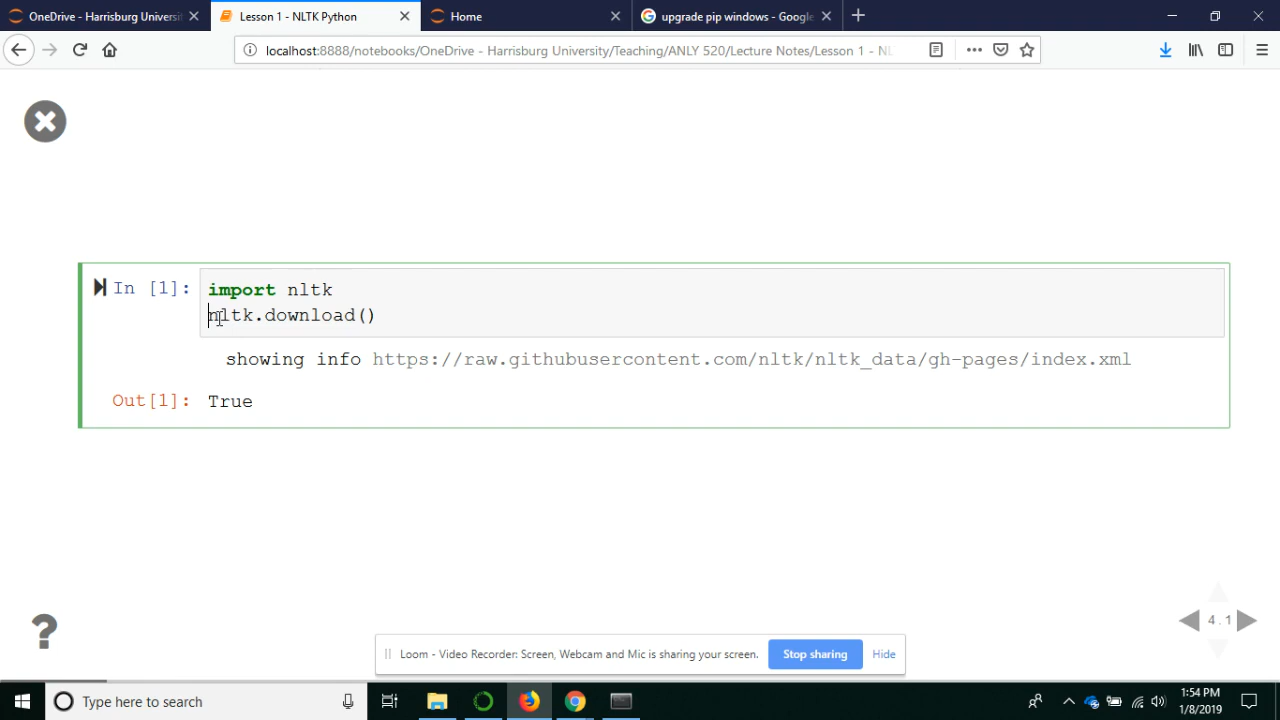 OneDrive - Harrisburg Universit
Lesson 1 - NLTK Python
Home
upgrade pip windows - Google
localhost:8888/notebooks/OneDrive - Harrisburg University/Teaching/ANLY 520/Lecture Notes/Lesson 1 - NL
In [1]:
import nltk
nltk.download()
showing info https://raw.githubusercontent.com/nltk/nltk_data/gh-pages/index.xml
Out[1]: True
?
4.1
Loom - Video Recorder: Screen, Webcam and Mic is sharing your screen.
Stop sharing
Hide
Type here to search
1:54 PM
1/8/2019